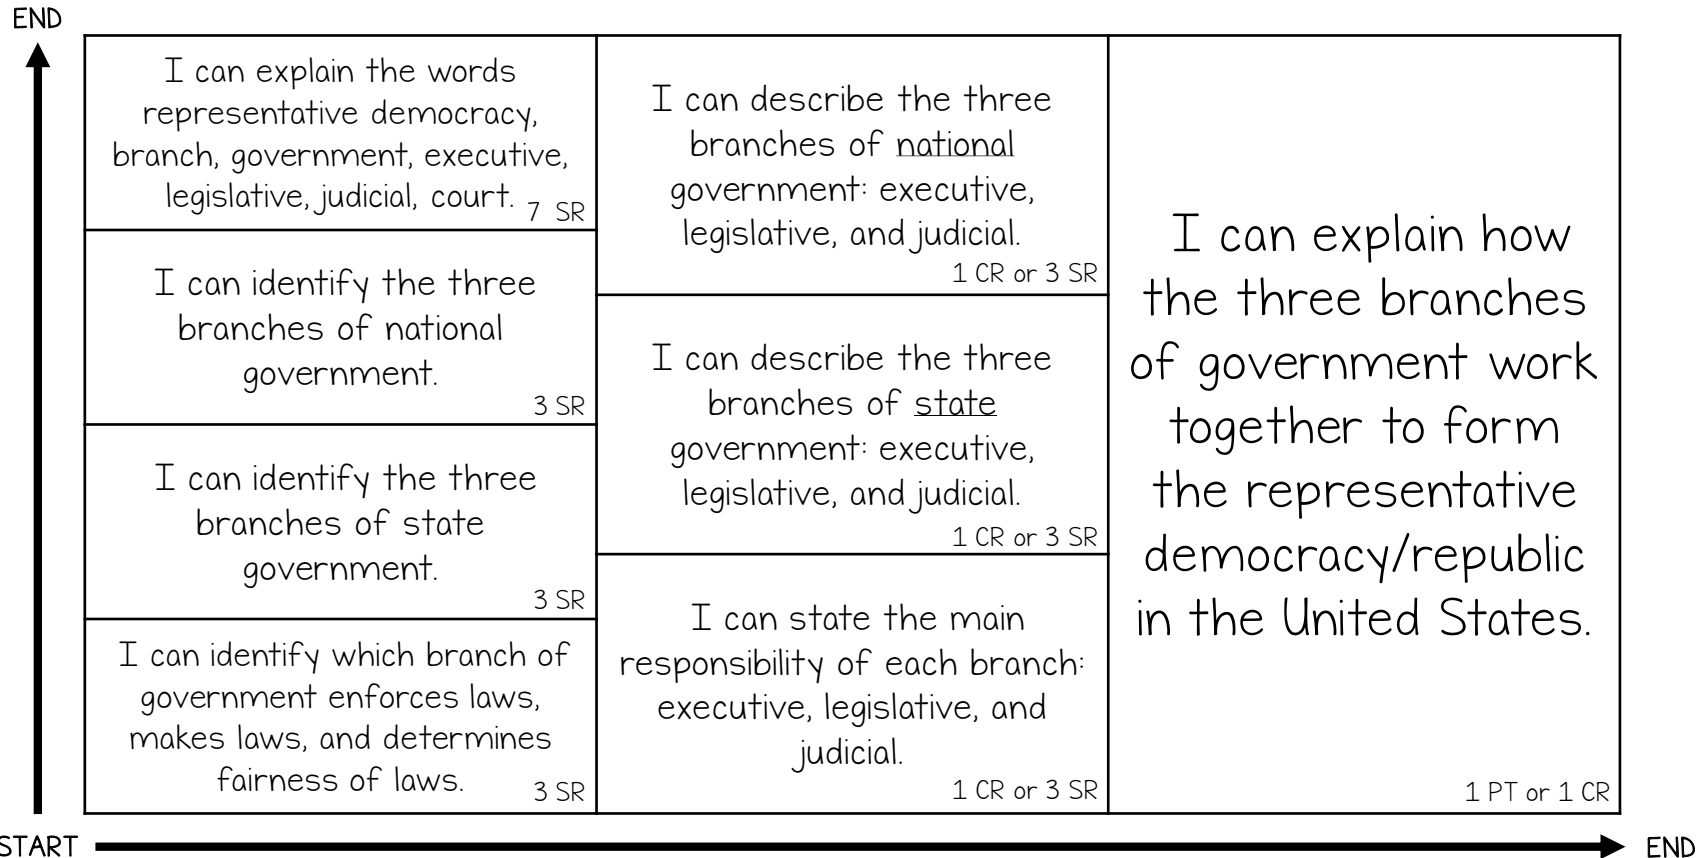 END
I can explain the words
representative democracy,
branch, government, executive,
legislative, judicial, court.
7 SR
I can identify the three
branches of national
government.
3 SR
I can identify the three
branches of state
government.
3 SR
I can identify which branch of
government enforces laws,
makes laws, and determines
fairness of laws.
3 SR
I can describe the three
branches of national
government: executive,
legislative, and judicial.
1 CR or 3 SR
I can describe the three
branches of state
government: executive,
legislative, and judicial.
1 CR or 3 SR
I can state the main
responsibility of each branch:
executive, legislative, and
judicial.
1 CR or 3 SR
I can explain how
the three branches
of government work
together to form
the representative
democracy/republic
in the United States.
1 PT or 1 CR
START
END